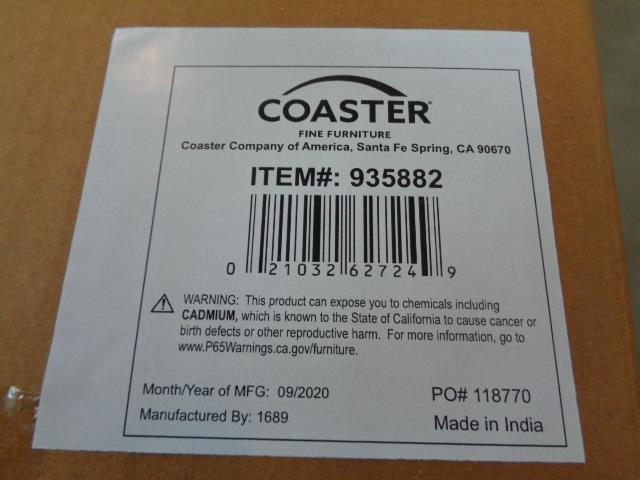 COASTER®
FINE FURNITURE
Coaster Company of America, Santa Fe Spring, CA 90670
ITEM#: 935882
0 21032 62724 9
WARNING: This product can expose you to chemicals including
CADMIUM, which is known to the State of California to cause cancer or
birth defects or other reproductive harm. For more information, go to
www.P65Warnings.ca.gov/furniture.
Month/Year of MFG: 09/2020
PO# 118770
Manufactured By: 1689
Made in India